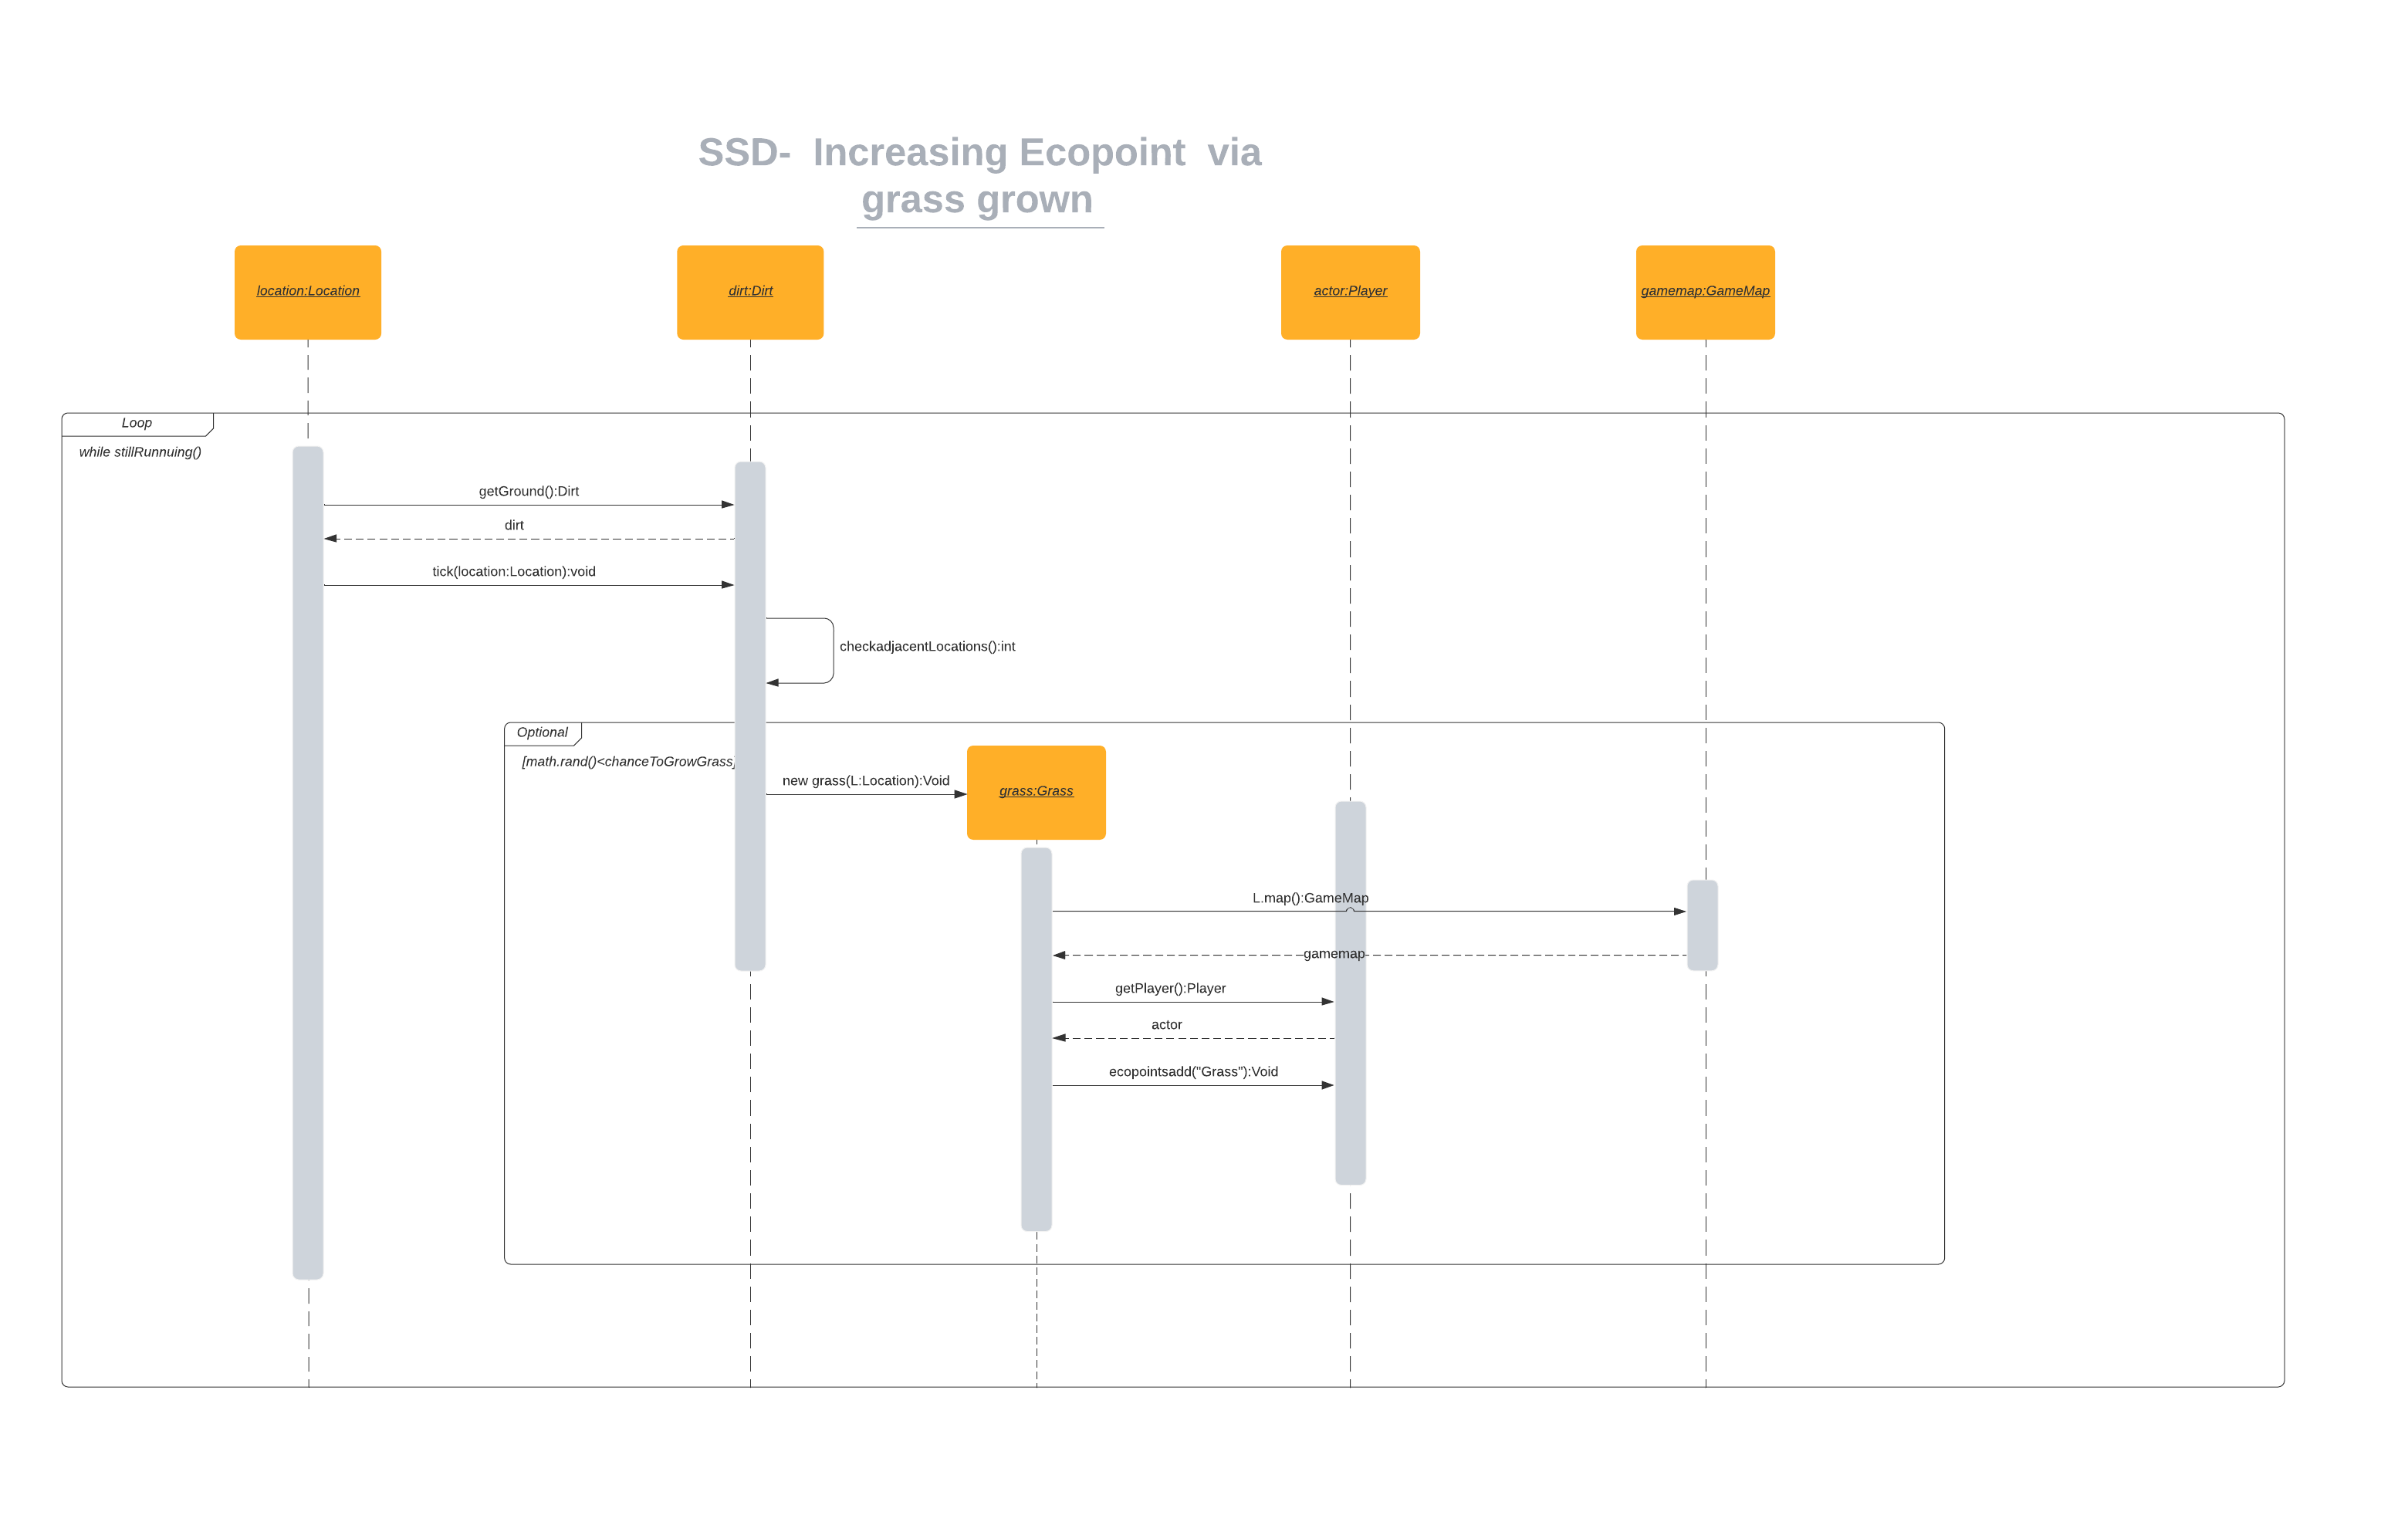 SSD-  Increasing Ecopoint  via
grass grown
location:Location
dirt:Dirt
actor:Player
gamemap:GameMap
Loop
while stillRunnuing()
getGround():Dirt
dirt
tick(location:Location):void
checkadjacentLocations():int
Optional
[math.rand()<chanceToGrowGrass]
new grass(L:Location):Void
grass:Grass
L.map():GameMap
gamemap
getPlayer():Player
actor
ecopointsadd("Grass"):Void